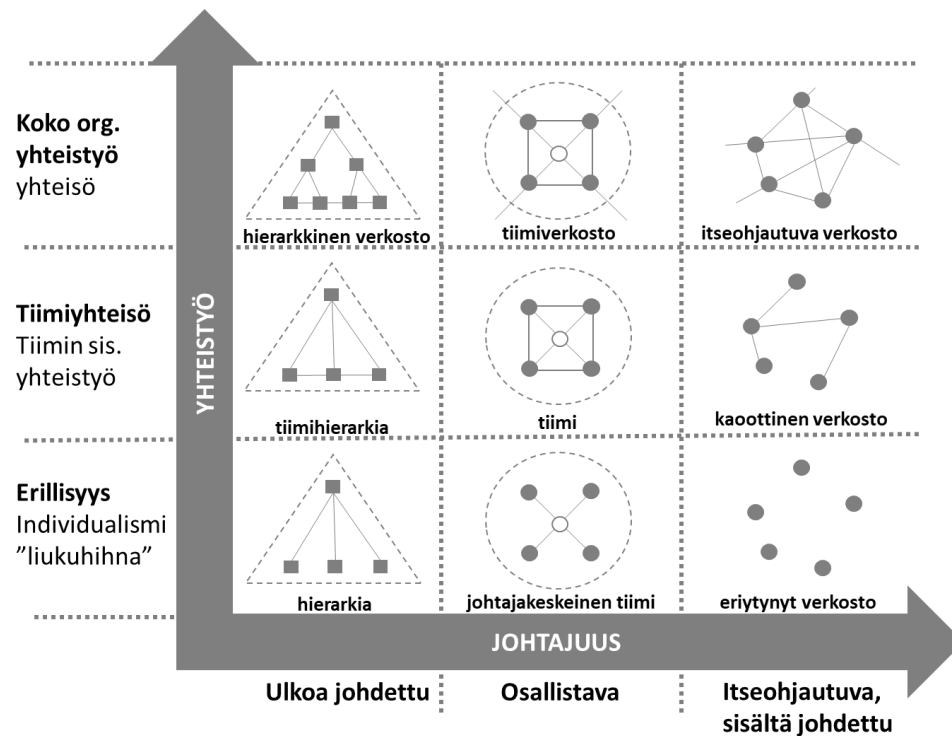 Koko org.
yhteistyö
yhteisö
hierarkkinen verkosto
tiimiverkosto
itseohjautuva verkosto
YHTEISTYÖ
Tiimiyhteisö
Tiimin sis.
yhteistyö
tiimihierarkia
tiimi
kaoottinen verkosto
Erillisyys
Individualismi
”liukuhihna”
hierarkia
johtajakeskeinen tiimi
eriytynyt verkosto
JOHTAJUUS
Ulkoa johdettu
Osallistava
Itseohjautuva,
sisältä johdettu